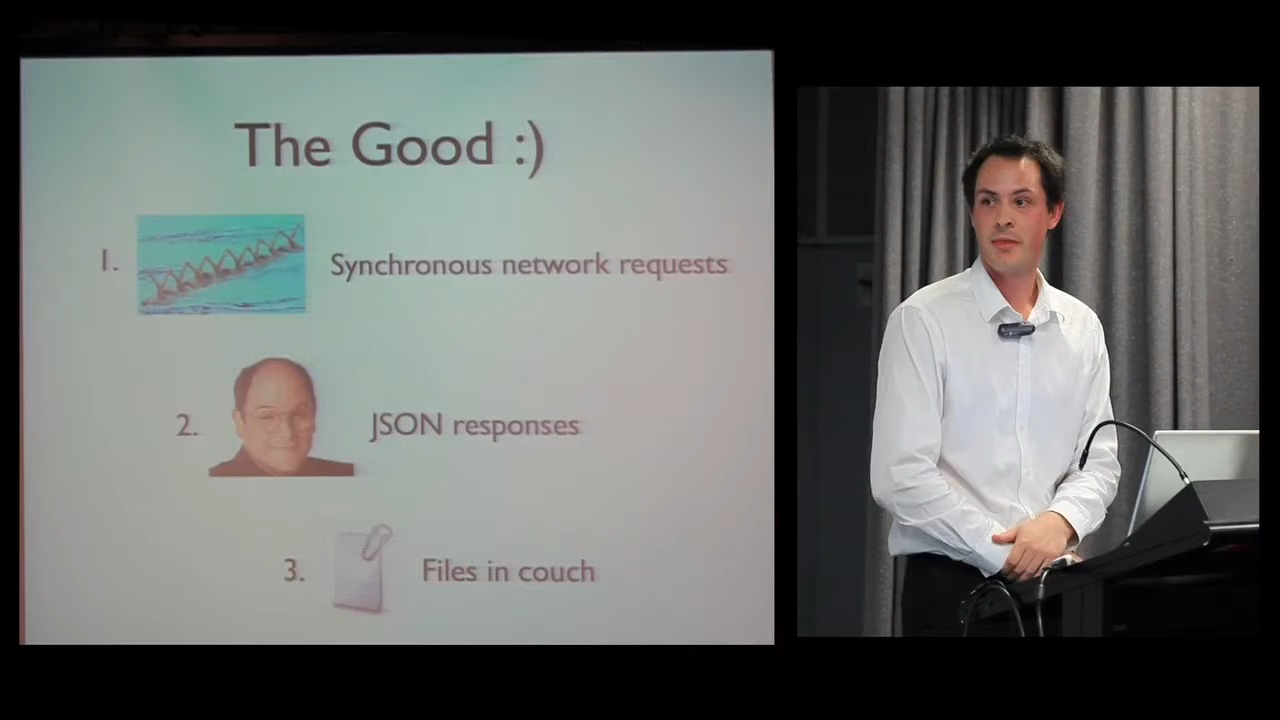 The Good :)
1. Synchronous network requests
2. JSON responses
3. Files in couch